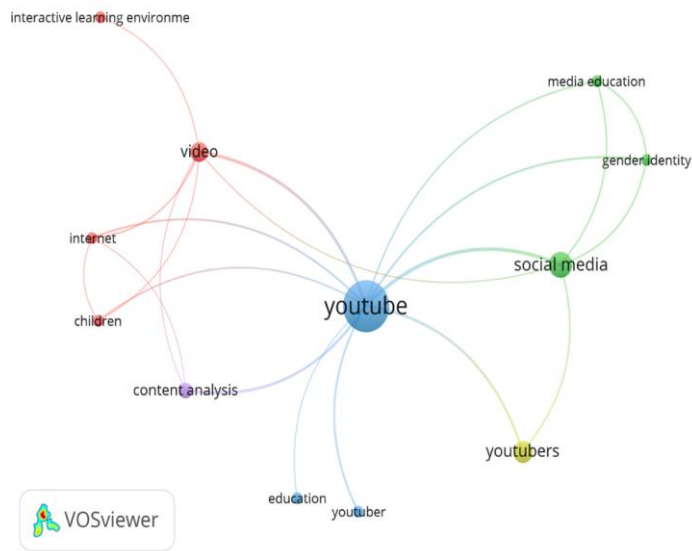 interactive learning environme
media education
video
gender identity
internet
social media
youtube
children
content analysis
youtubers
education
youtuber
VOSviewer